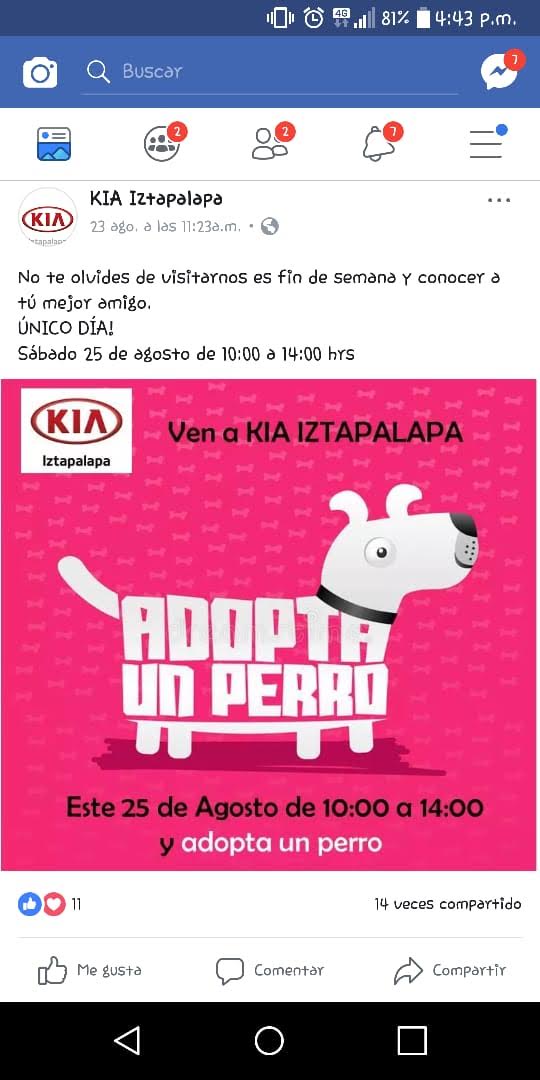 4G 81% 4:43 p.m.
Buscar
7
2
2
7
KIA
Iztapalapa
KIA Iztapalapa
23 ago. a las 11:23a.m. •
No te olvides de visitarnos es fin de semana y conocer a
tú mejor amigo.
ÚNICO DÍA!
Sábado 25 de agosto de 10:00 a 14:00 hrs
KIA
Iztapalapa
Ven a KIA IZTAPALAPA
ADOPTA
UN PERRO
Este 25 de Agosto de 10:00 a 14:00
y adopta un perro
11
14 veces compartido
Me gusta
Comentar
Compartir